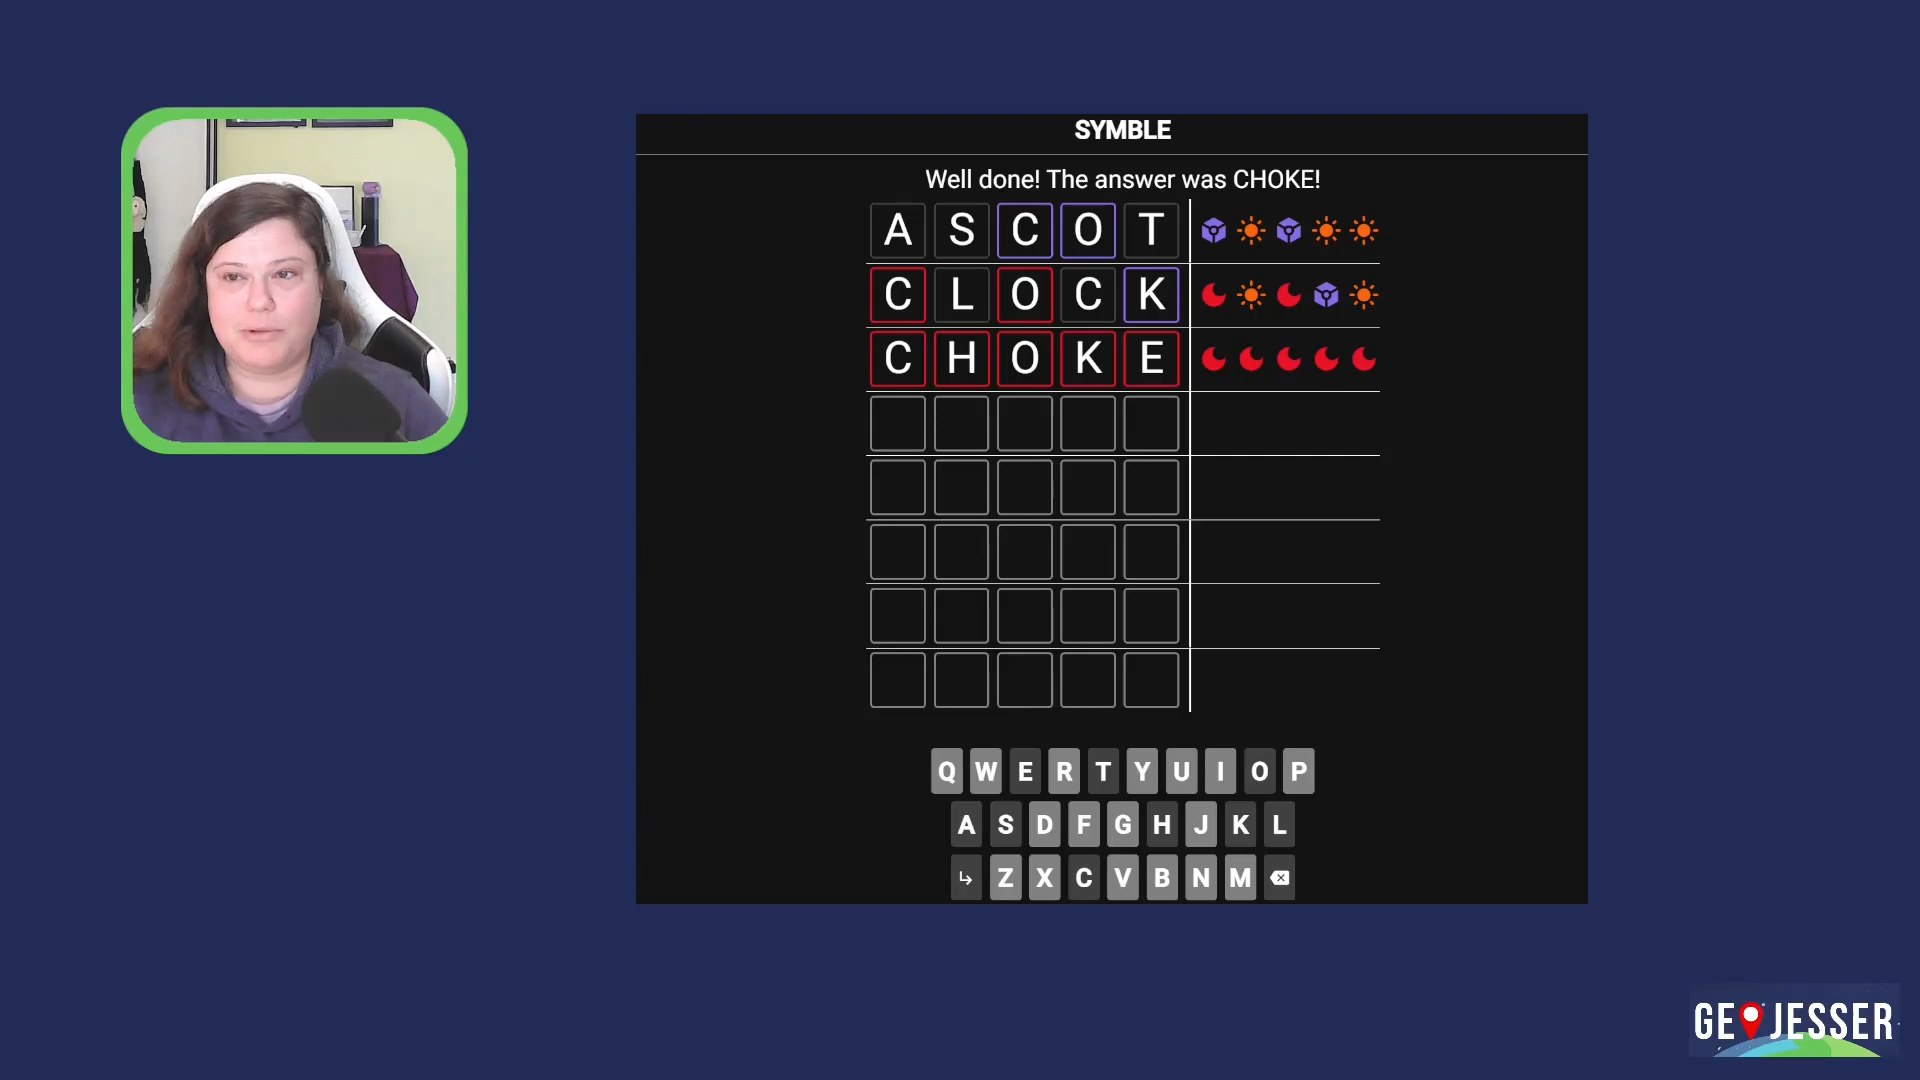 SYMBLE
Well done! The answer was CHOKE!
A S C O T
C L O C K
C H O K E
Q W E R T Y U I O P
A S D F G H J K L
Z X C V B N M
GEOJESSER